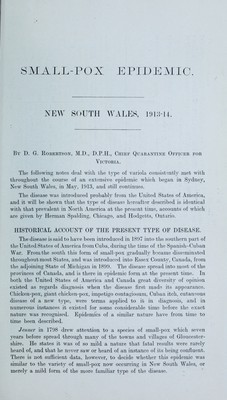 SMALL-POX EPIDEMIC.
NEW SOUTH WALES, 1913-14.
BY D. G. ROBERTSON, M.D., D.P.H., CHIEF QUARANTINE OFFICER FOR
VICTORIA.
The following notes deal with the type of variola consistently met with
throughout the course of an extensive epidemic which began in Sydney,
New South Wales, in May, 1913, and still continues.
The disease was introduced probably from the United States of America,
and it will be shown that the type of disease hereafter described is identical
with that prevalent in North America at the present time, accounts of which
are given by Herman Spalding, Chicago, and Hodgetts, Ontario.
HISTORICAL ACCOUNT OF THE PRESENT TYPE OF DISEASE.
The disease is said to have been introduced in 1897 into the southern part of
the United States of America from Cuba, during the time of the Spanish-Cuban
War. From the south this form of small-pox gradually became disseminated
throughout most States, and was introduced into Essex County, Canada, from
the adjoining State of Michigan in 1899. The disease spread into most of the
provinces of Canada, and is there in epidemic form at the present time. In
both the United States of America and Canada great diversity of opinion
existed as regards diagnosis when the disease first made its appearance.
Chicken-pox, giant chicken-pox, impetigo contagiosum, Cuban itch, cutaneous
disease of a new type, were terms applied to it in diagnosis, and in
numerous instances it existed for some considerable time before the exact
nature was recognised. Epidemics of a similar nature have from time to
time been described.
Jenner in 1798 drew attention to a species of small-pox which seven
years before spread through many of the towns and villages of Gloucester-
shire. He states it was of so mild a nature that fatal results were rarely
heard of, and that he never saw or heard of an instance of its being confluent.
There is not sufficient data, however, to decide whether this epidemic was
similar to the variety of small-pox now occurring in New South Wales, or
merely a mild form of the more familiar type of the disease.